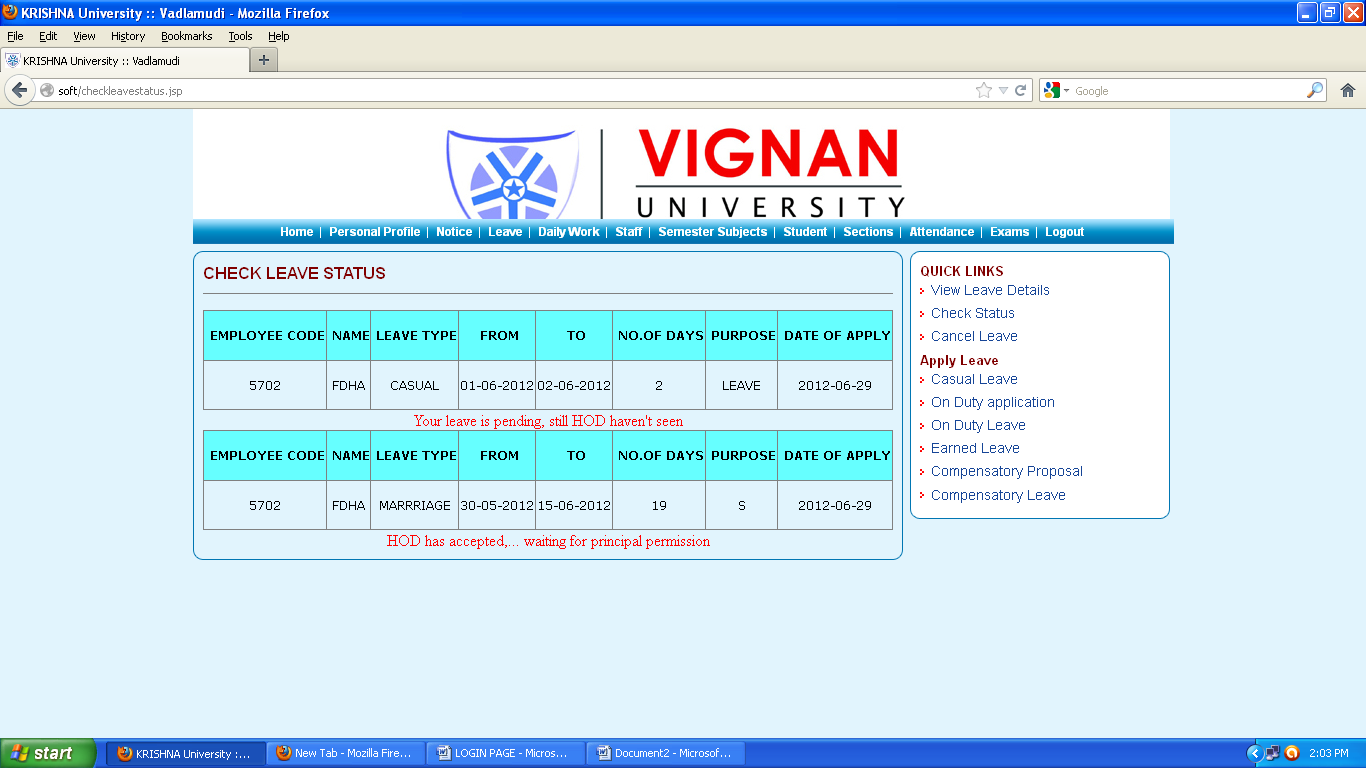 KRISHNA University :: Vadlamudi - Mozilla Firefox
File Edit View History Bookmarks Tools Help
KRISHNA University :: Vadlamudi
soft/checkleavestatus.jsp Google
VIGNAN
UNIVERSITY
Home | Personal Profile | Notice | Leave | Daily Work | Staff | Semester Subjects | Student | Sections | Attendance | Exams | Logout
CHECK LEAVE STATUS
EMPLOYEE CODE NAME LEAVE TYPE FROM TO NO.OF DAYS PURPOSE DATE OF APPLY
5702 FDHA CASUAL 01-06-2012 02-06-2012 2 LEAVE 2012-06-29
Your leave is pending, still HOD haven't seen
EMPLOYEE CODE NAME LEAVE TYPE FROM TO NO.OF DAYS PURPOSE DATE OF APPLY
5702 FDHA MARRRIAGE 30-05-2012 15-06-2012 19 S 2012-06-29
HOD has accepted,... waiting for principal permission
QUICK LINKS
View Leave Details
Check Status
Cancel Leave
Apply Leave
Casual Leave
On Duty application
On Duty Leave
Earned Leave
Compensatory Proposal
Compensatory Leave
start KRISHNA University :... New Tab - Mozilla Fire... LOGIN PAGE - Micros... Document2 - Microsof... 2:03 PM